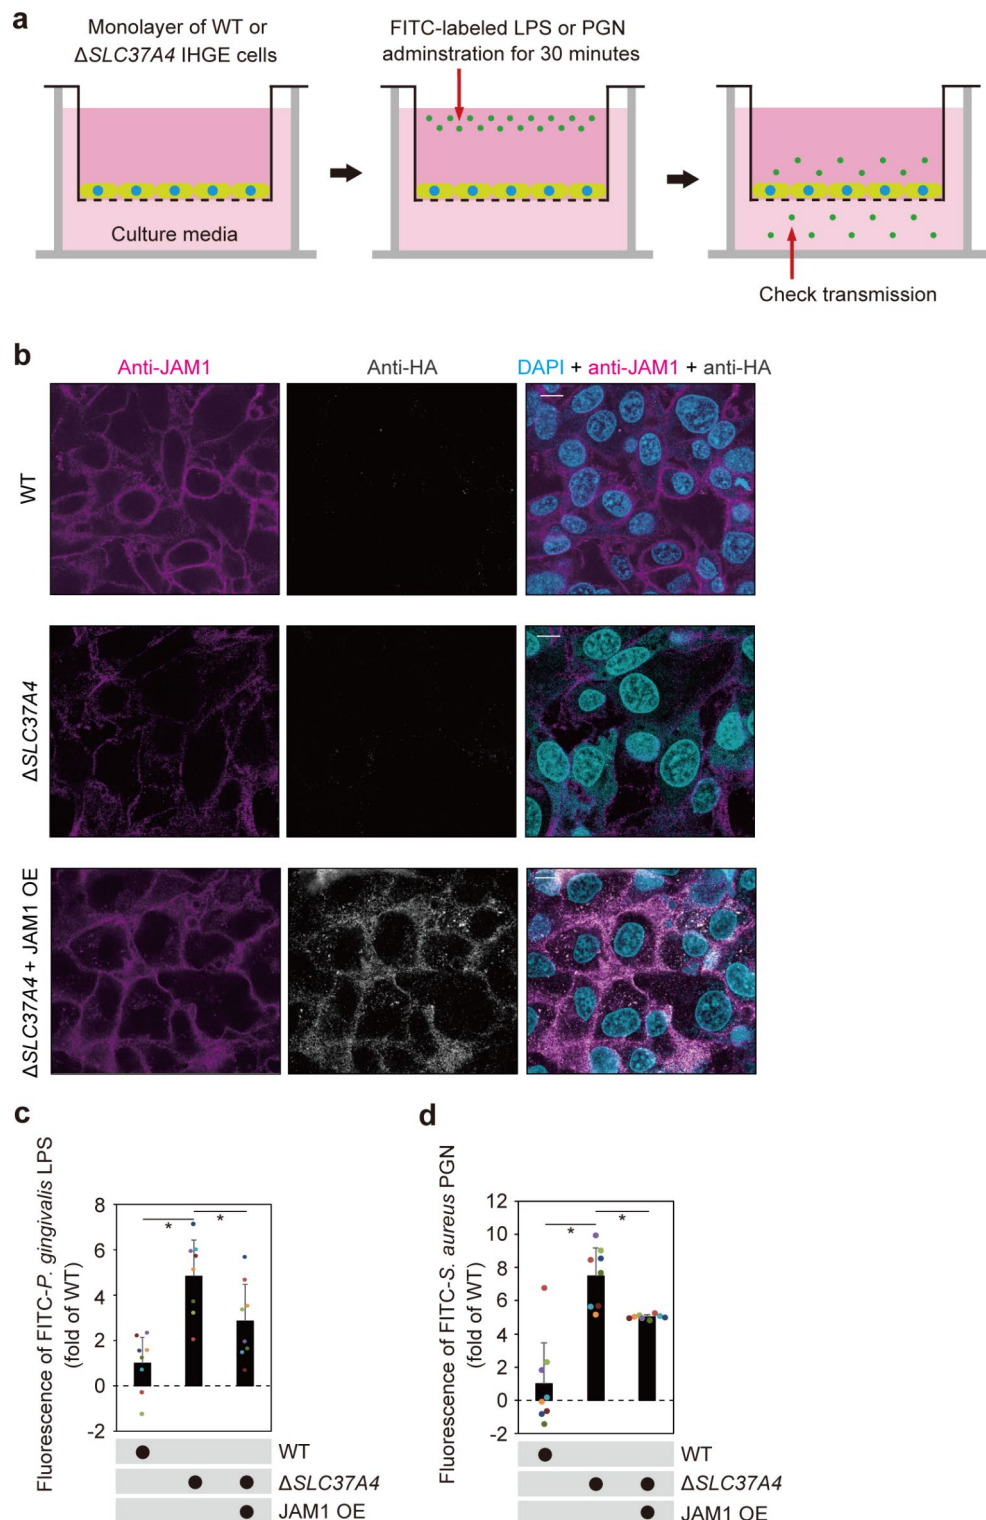 a
Monolayer of WT or
ΔSLC37A4 IHGE cells
FITC-labeled LPS or PGN
adminstration for 30 minutes
Culture media
Check transmission
b
Anti-JAM1
Anti-HA
DAPI + anti-JAM1 + anti-HA
WT
ΔSLC37A4
ΔSLC37A4 + JAM1 OE
c
Fluorescence of FITC-P. gingivalis LPS
(fold of WT)
8
6
4
2
0
-2
*
*
WT
ΔSLC37A4
JAM1 OE
d
Fluorescence of FITC-S. aureus PGN
(fold of WT)
12
10
8
6
4
2
0
-2
*
*
WT
ΔSLC37A4
JAM1 OE